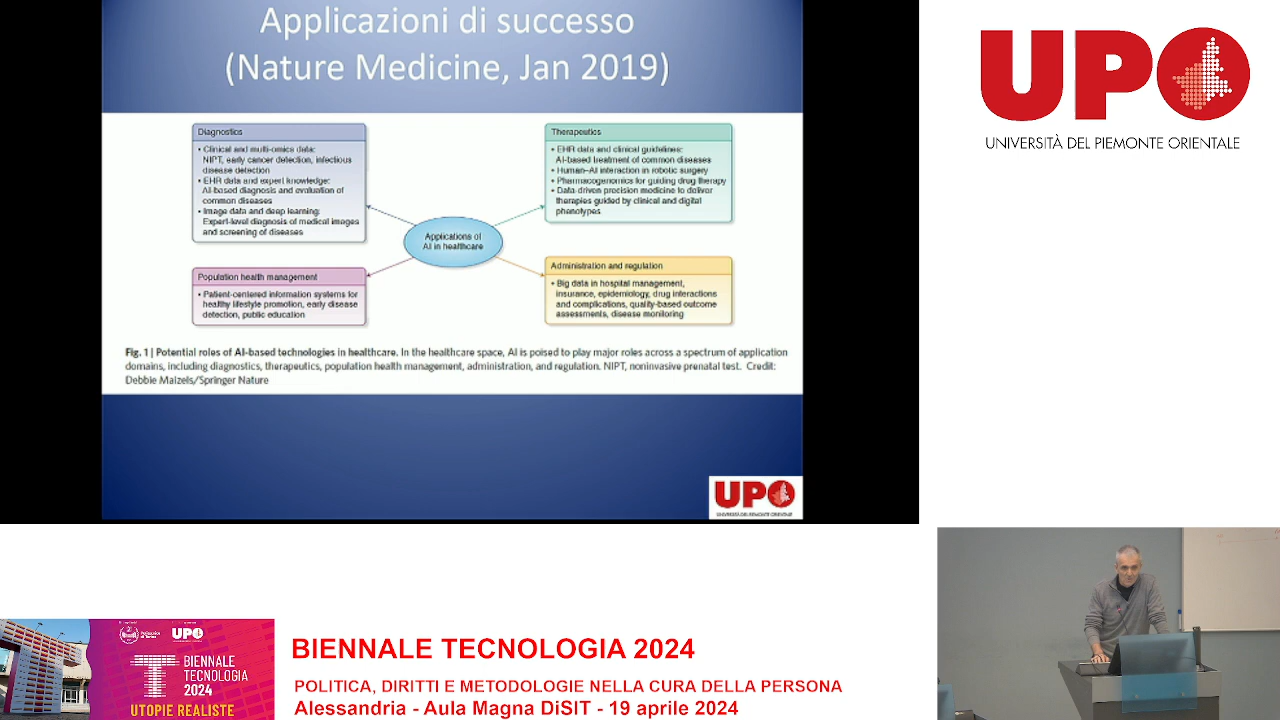 Applicazioni di successo
(Nature Medicine, Jan 2019)
Diagnostics
• Clinical and multi-omics data:
NIPT, early cancer detection, infectious
disease detection
• EHR data and expert knowledge:
AI-based diagnosis and evaluation of
common diseases
• Image data and deep learning:
Expert-level diagnosis of medical images
and screening of diseases
Therapeutics
• EHR data and clinical guidelines:
AI-based treatment of common diseases
• Human–AI interaction in robotic surgery
• Pharmacogenomics for guiding drug therapy
• Data-driven precision medicine to deliver
therapies guided by clinical and digital
phenotypes
Applications of
AI in healthcare
Population health management
• Patient-centered information systems for
healthy lifestyle promotion, early disease
detection, public education
Administration and regulation
• Big data in hospital management,
insurance, epidemiology, drug interactions
and complications, quality-based outcome
assessments, disease monitoring
Fig. 1 | Potential roles of AI-based technologies in healthcare. In the healthcare space, AI is poised to play major roles across a spectrum of application
domains, including diagnostics, therapeutics, population health management, administration, and regulation. NIPT, noninvasive prenatal test. Credit:
Debbie Maizels/Springer Nature
UPO
UNIVERSITÀ DEL PIEMONTE ORIENTALE
UPO
UNIVERSITÀ DEL PIEMONTE ORIENTALE
UPO
T
BIENNALE
TECNOLOGIA
2024
UTOPIE REALISTE
BIENNALE TECNOLOGIA 2024
POLITICA, DIRITTI E METODOLOGIE NELLA CURA DELLA PERSONA
Alessandria - Aula Magna DiSIT - 19 aprile 2024